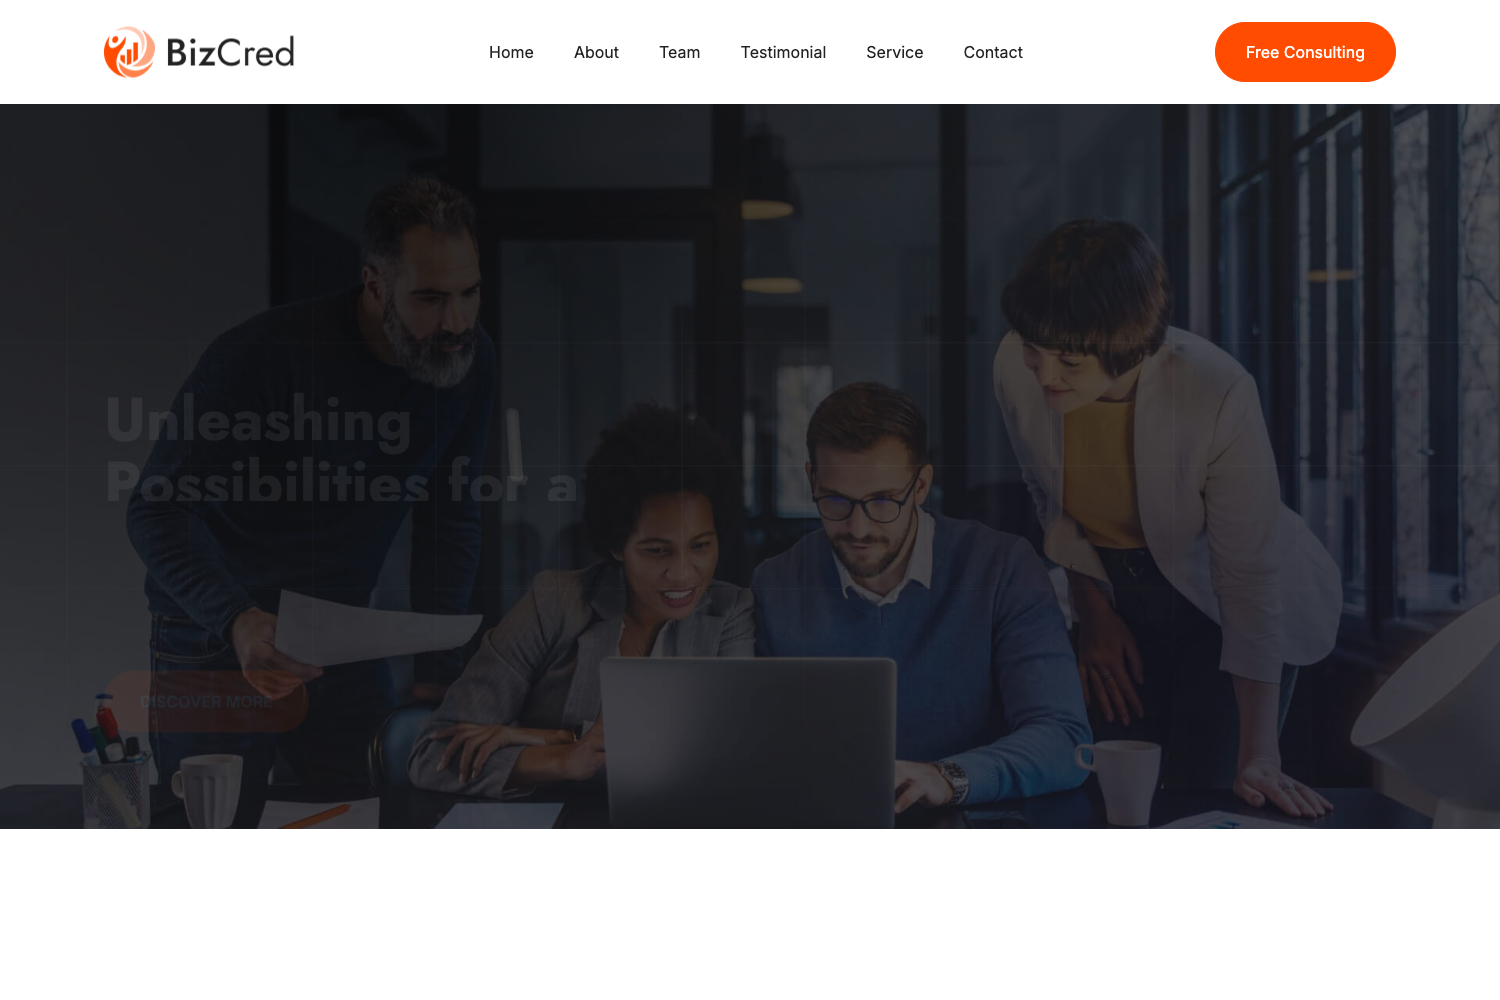 BizCred
Home
About
Team
Testimonial
Service
Contact
Free Consulting
Unleashing
Possibilities for a
DISCOVER MORE